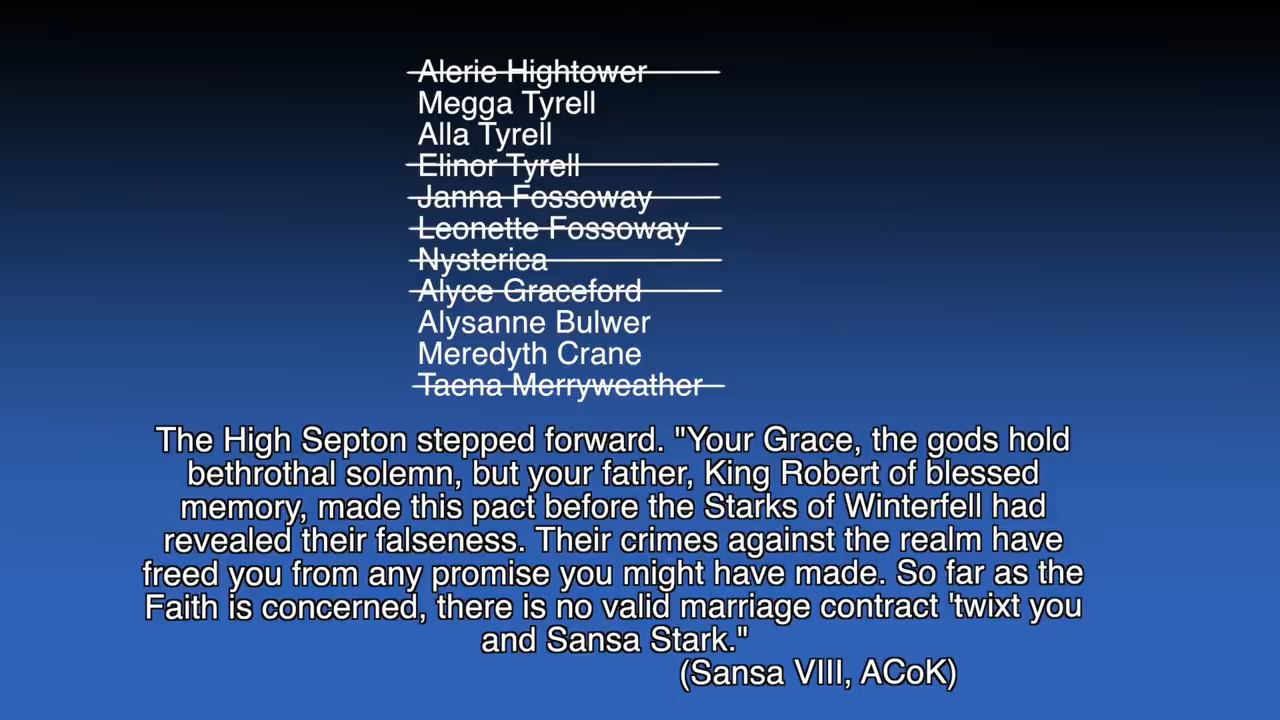 Alerie Hightower
Megga Tyrell
Alla Tyrell
Elinor Tyrell
Janna Fossoway
Leonette Fossoway
Nysterica
Alyce Graceford
Alysanne Bulwer
Meredyth Crane
Taena Merryweather
The High Septon stepped forward. "Your Grace, the gods hold
bethrothal solemn, but your father, King Robert of blessed
memory, made this pact before the Starks of Winterfell had
revealed their falseness. Their crimes against the realm have
freed you from any promise you might have made. So far as the
Faith is concerned, there is no valid marriage contract 'twixt you
and Sansa Stark."
(Sansa VIII, ACoK)